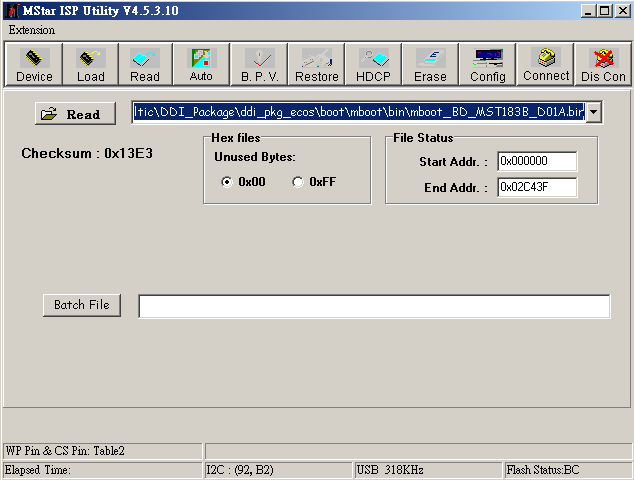 MStar ISP Utility V4.5.3.10
Extension
Device Load Read Auto B. P. V. Restore HDCP Erase Config Connect Dis Con
Read ltic\DDI_Package\ddi_pkg_ecos\boot\mboot\bin\mboot_BD_MST183B_D01A.bin
Checksum : 0x13E3
Hex files
Unused Bytes:
0x00 0xFF
File Status
Start Addr. : 0x000000
End Addr. : 0x02C43F
Batch File
WP Pin & CS Pin: Table2
Elapsed Time: I2C : (92, B2) USB 318KHz Flash Status:BC